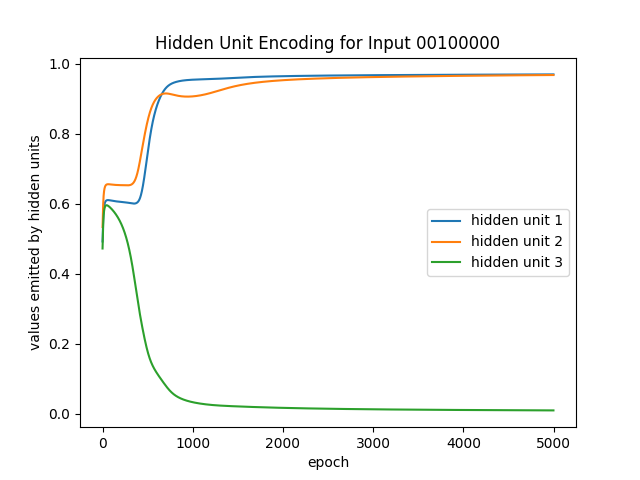 Hidden Unit Encoding for Input 00100000
values emitted by hidden units
1.0
0.8
0.6
0.4
0.2
0.0
hidden unit 1
hidden unit 2
hidden unit 3
0 1000 2000 3000 4000 5000
epoch